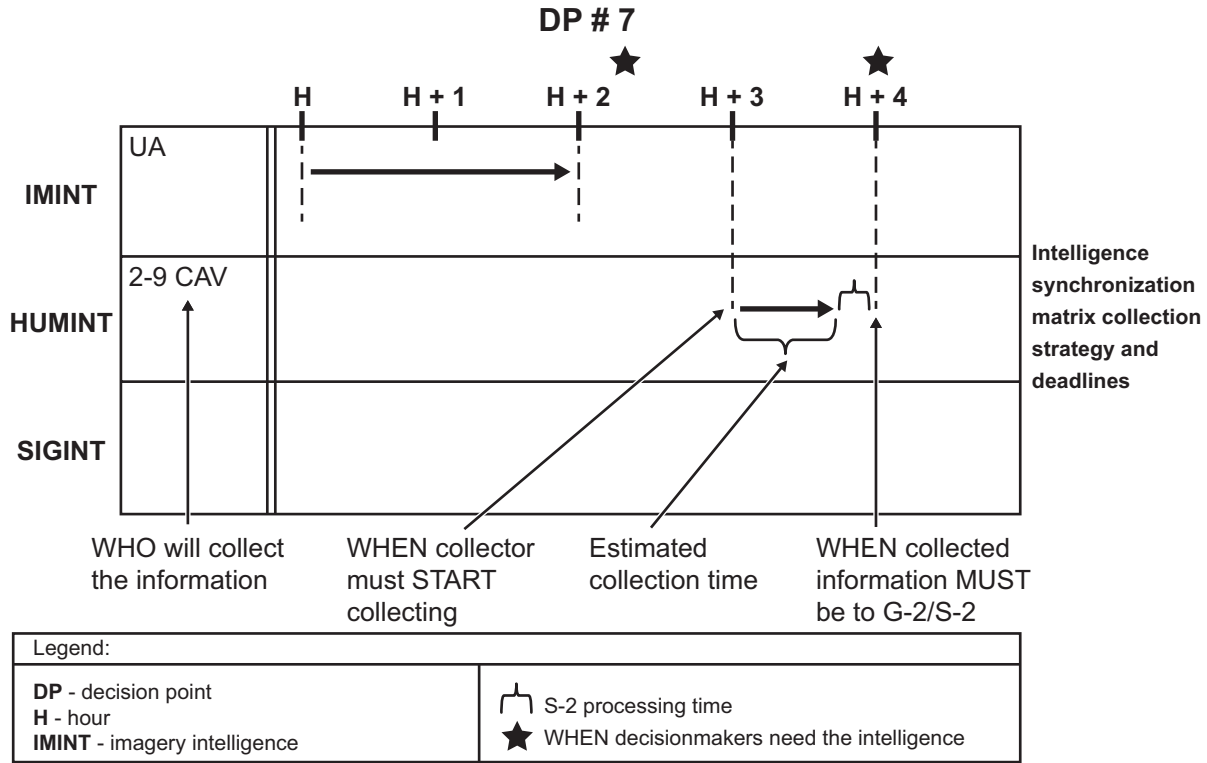 DP # 7
H
H + 1
H + 2
H + 3
H + 4
IMINT
UA
HUMINT
2-9 CAV
SIGINT
Intelligence
synchronization
matrix collection
strategy and
deadlines
WHO will collect
the information
WHEN collector
must START
collecting
Estimated
collection time
WHEN collected
information MUST
be to G-2/S-2
Legend:
DP - decision point
H - hour
IMINT - imagery intelligence
S-2 processing time
WHEN decisionmakers need the intelligence